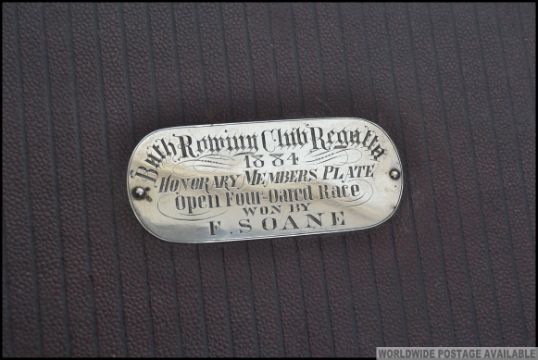 Bath Rowing Club Regatta
1884
HONORARY MEMBERS PLATE
Open Four-Oared Race
WON BY
F. SOANE
WORLDWIDE POSTAGE AVAILABLE